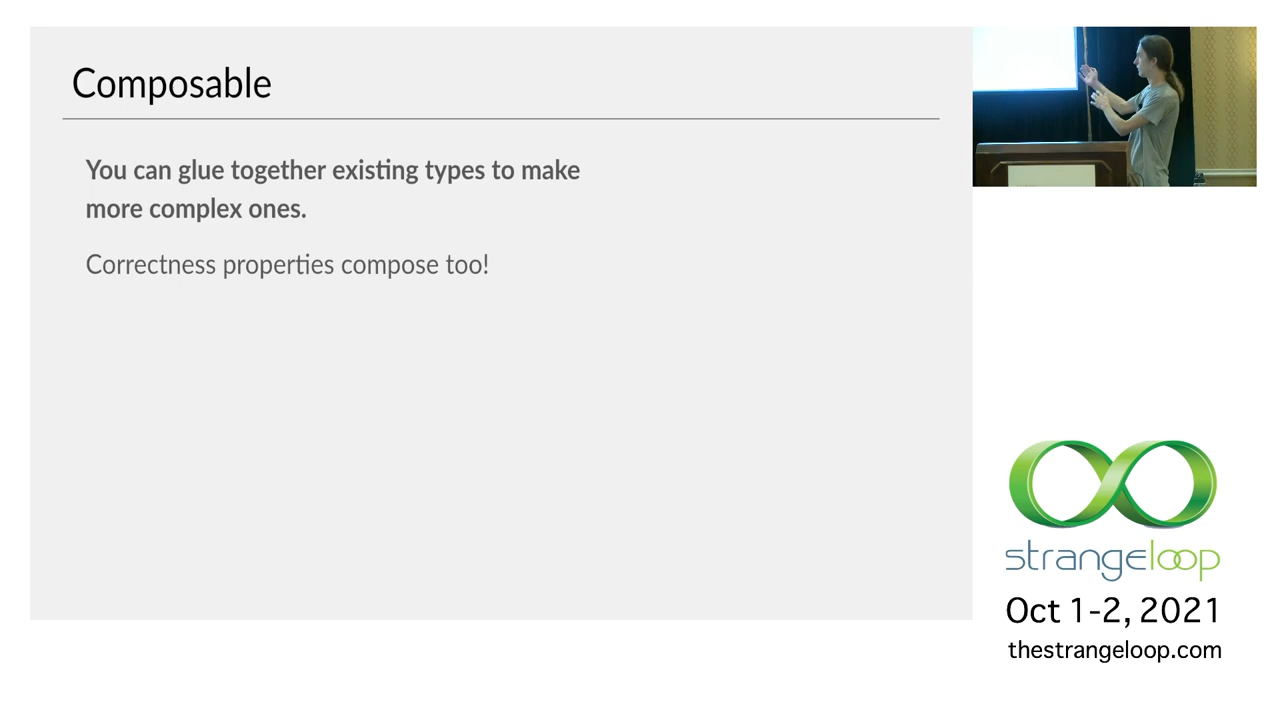 Composable
You can glue together existing types to make
more complex ones.
Correctness properties compose too!
strangeloop
Oct 1-2, 2021
thestrangeloop.com